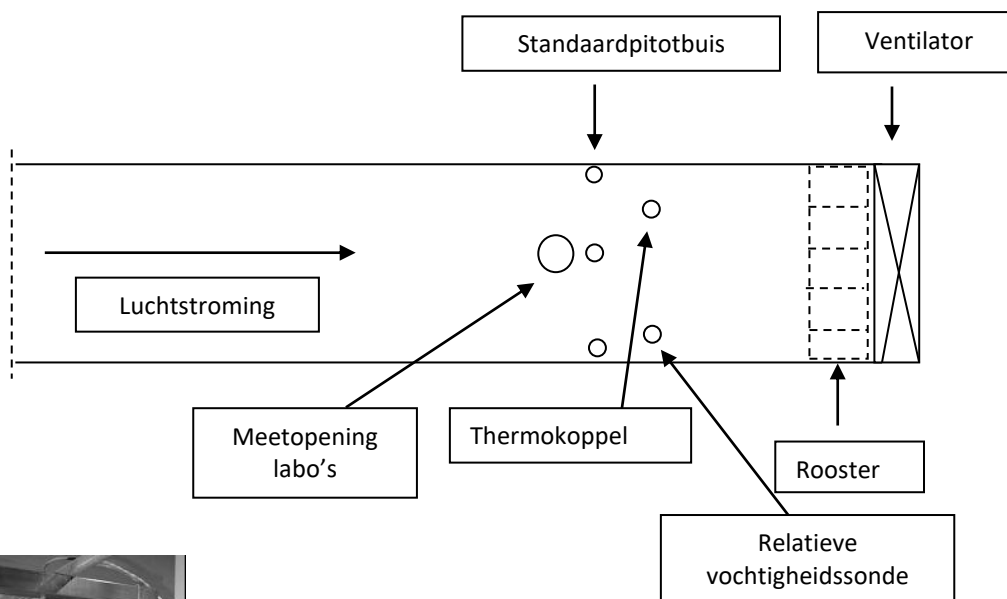 Standaardpitotbuis
Ventilator
Luchtstroming
Meetopening
labo’s
Thermokoppel
Rooster
Relatieve
vochtigheidssonde